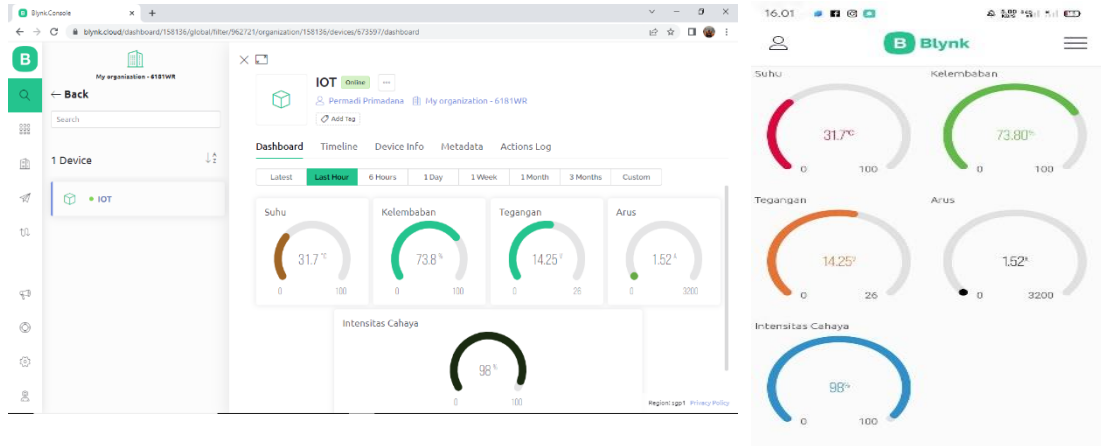 Blynk.Console
blynk.cloud/dashboard/158136/global/filter/962721/organization/158136/devices/673597/dashboard
B
My organization - 6181WR
← Back
Search
1 Device
IOT
IOT
Online
Permadi Primadana
My organization - 6181WR
Add Tag
Dashboard
Timeline
Device Info
Metadata
Actions Log
Latest
Last Hour
6 Hours
1 Day
1 Week
1 Month
3 Months
Custom
Suhu
31.7 °C
0
100
Kelembaban
73.8 %
0
100
Tegangan
14.25 V
0
26
Arus
1.52 A
0
3200
Intensitas Cahaya
98 %
0
100
Region: sgp1 Privacy Policy
16.01
B Blynk
Suhu
31.7°C
0
100
Kelembaban
73.80%
0
100
Tegangan
14.25V
0
26
Arus
1.52A
0
3200
Intensitas Cahaya
98%
0
100